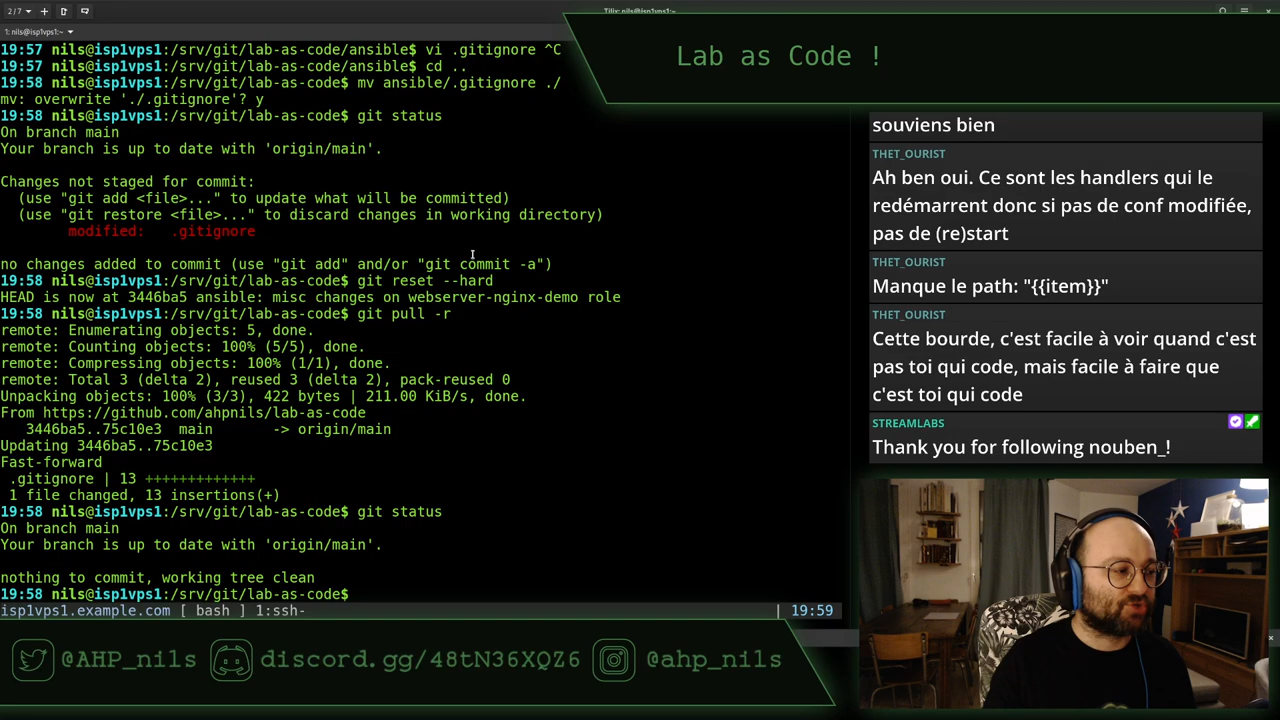 2/7
Tilix: nils@isp1vps1:~
1: nils@isp1vps1:~
19:57 nils@isp1vps1:/srv/git/lab-as-code/ansible$ vi .gitignore ^C
19:57 nils@isp1vps1:/srv/git/lab-as-code/ansible$ cd ..
19:58 nils@isp1vps1:/srv/git/lab-as-code$ mv ansible/.gitignore ./
mv: overwrite './.gitignore'? y
19:58 nils@isp1vps1:/srv/git/lab-as-code$ git status
On branch main
Your branch is up to date with 'origin/main'.
Changes not staged for commit:
(use "git add <file>..." to update what will be committed)
(use "git restore <file>..." to discard changes in working directory)
modified: .gitignore
no changes added to commit (use "git add" and/or "git commit -a")
19:58 nils@isp1vps1:/srv/git/lab-as-code$ git reset --hard
HEAD is now at 3446ba5 ansible: misc changes on webserver-nginx-demo role
19:58 nils@isp1vps1:/srv/git/lab-as-code$ git pull -r
remote: Enumerating objects: 5, done.
remote: Counting objects: 100% (5/5), done.
remote: Compressing objects: 100% (1/1), done.
remote: Total 3 (delta 2), reused 3 (delta 2), pack-reused 0
Unpacking objects: 100% (3/3), 422 bytes | 211.00 KiB/s, done.
From https://github.com/ahpnils/lab-as-code
3446ba5..75c10e3 main -> origin/main
Updating 3446ba5..75c10e3
Fast-forward
.gitignore | 13 +++++++++++++
1 file changed, 13 insertions(+)
19:58 nils@isp1vps1:/srv/git/lab-as-code$ git status
On branch main
Your branch is up to date with 'origin/main'.
nothing to commit, working tree clean
19:58 nils@isp1vps1:/srv/git/lab-as-code$
isp1vps1.example.com [ bash ] 1:ssh- | 19:59
Lab as Code !
souviens bien
THET_OURIST
Ah ben oui. Ce sont les handlers qui le
redémarrent donc si pas de conf modifiée,
pas de (re)start
THET_OURIST
Manque le path: "{{item}}"
THET_OURIST
Cette bourde, c'est facile à voir quand c'est
pas toi qui code, mais facile à faire que
c'est toi qui code
STREAMLABS
Thank you for following nouben_!
@AHP_nils discord.gg/48tN36XQZ6 @ahp_nils